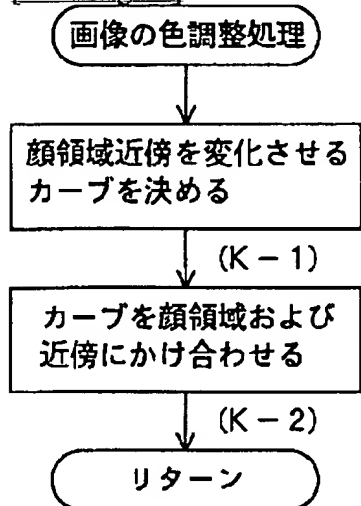 画像の色調整処理
顔領域近傍を変化させる
カーブを決める
(K－1)
カーブを顔領域および
近傍にかけ合わせる
(K－2)
リターン